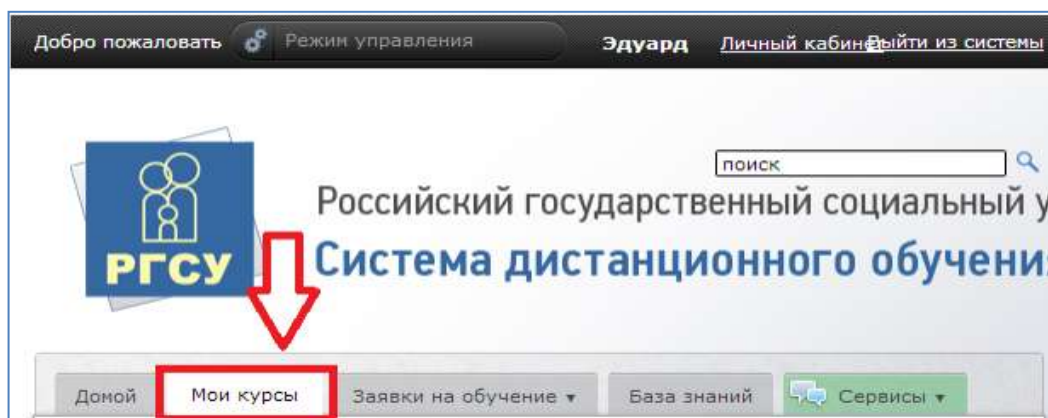 Добро пожаловать Режим управления Эдуард Личный кабинет Выйти из системы
поиск
Российский государственный социальный у
РГСУ Система дистанционного обучени
Домой Мои курсы Заявки на обучение ▾ База знаний Сервисы ▾